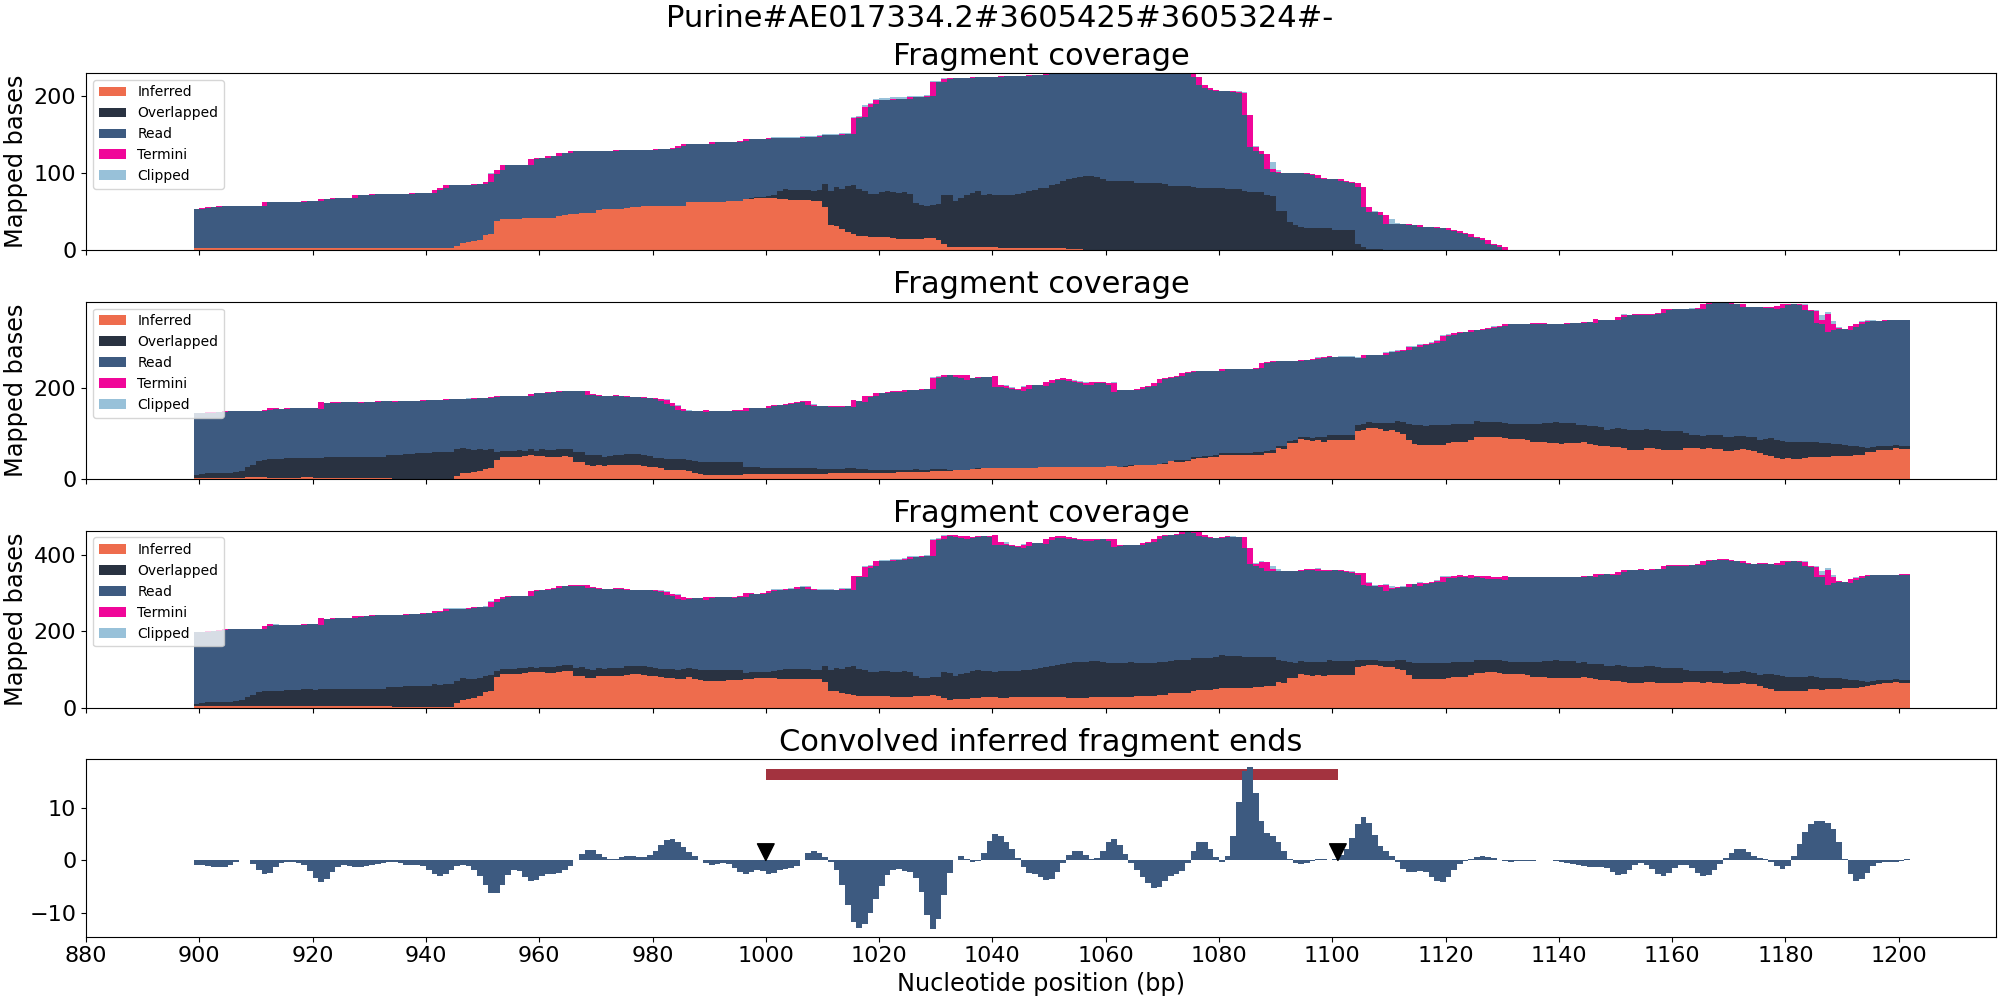 Purine#AE017334.2#3605425#3605324#-
Fragment coverage
Mapped bases
200
100
0
Inferred
Overlapped
Read
Termini
Clipped
Fragment coverage
Mapped bases
200
0
Inferred
Overlapped
Read
Termini
Clipped
Fragment coverage
Mapped bases
400
200
0
Inferred
Overlapped
Read
Termini
Clipped
Convolved inferred fragment ends
10
0
−10
880 900 920 940 960 980 1000 1020 1040 1060 1080 1100 1120 1140 1160 1180 1200
Nucleotide position (bp)